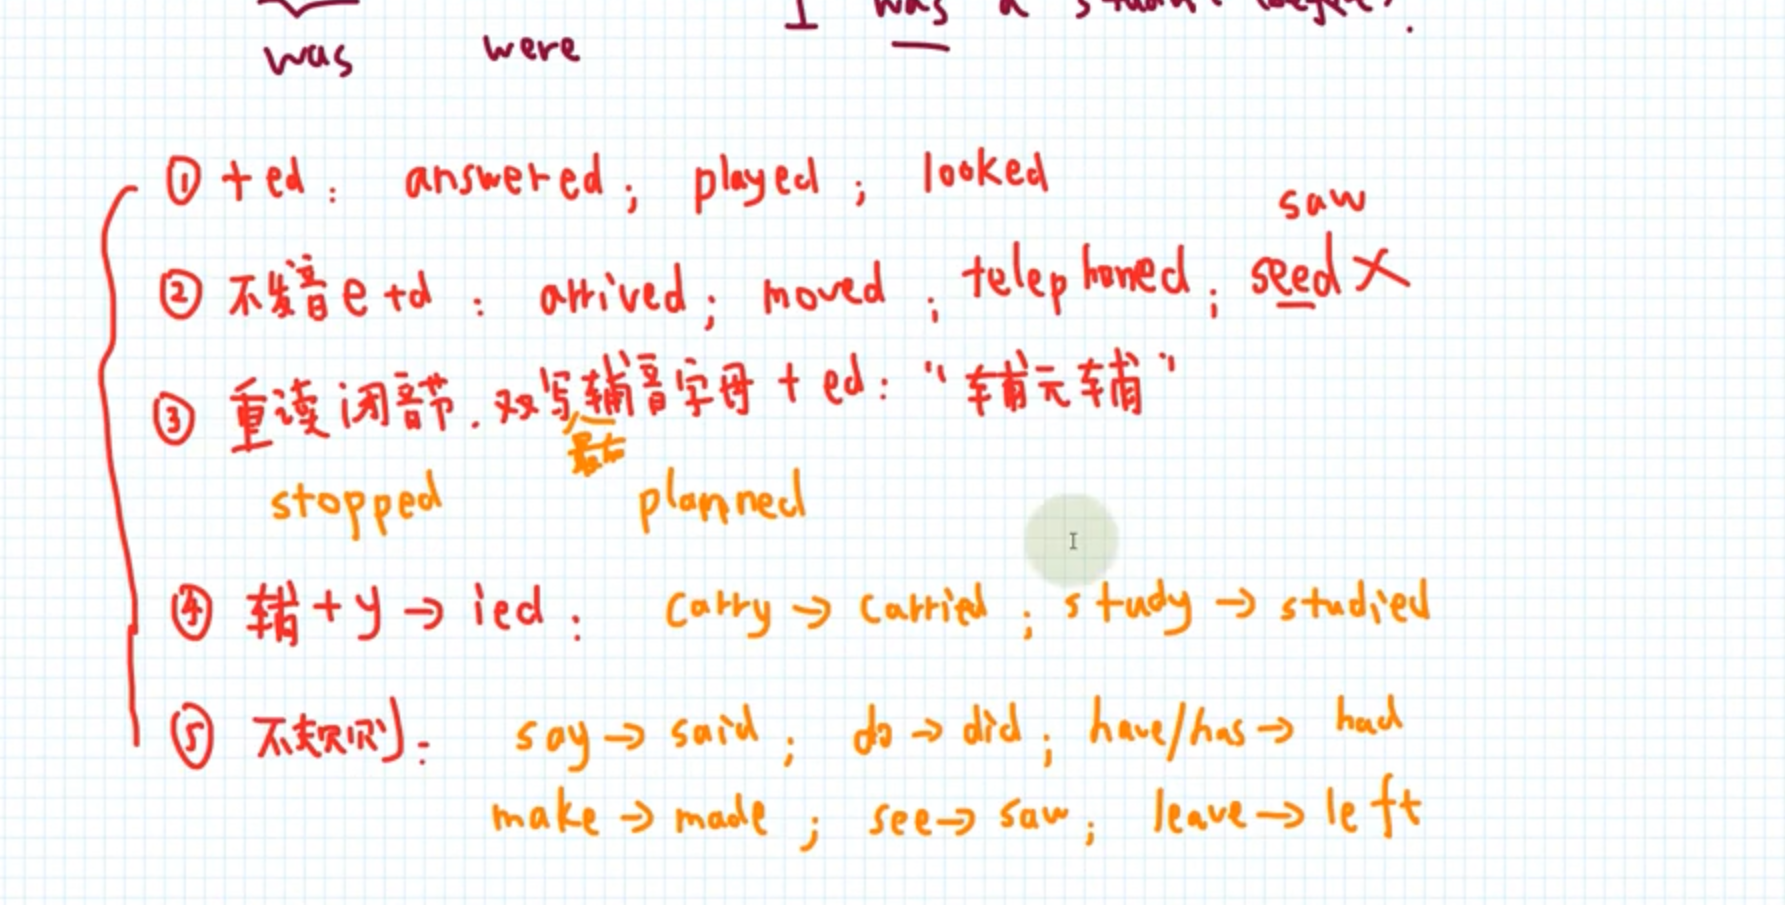 I was a
was were
① + ed : answered ; played ; looked
saw
② 不发音e+d : arrived ; moved ; telephoned ; seed ×
③ 重读闭音节. 双写辅音字母 + ed : “辅元辅”
最后
stopped planned
④ 辅+y → ied : carry → carried ; study → studied
⑤ 不规则: say → said ; do → did ; have/has → had
make → made ; see → saw ; leave → left